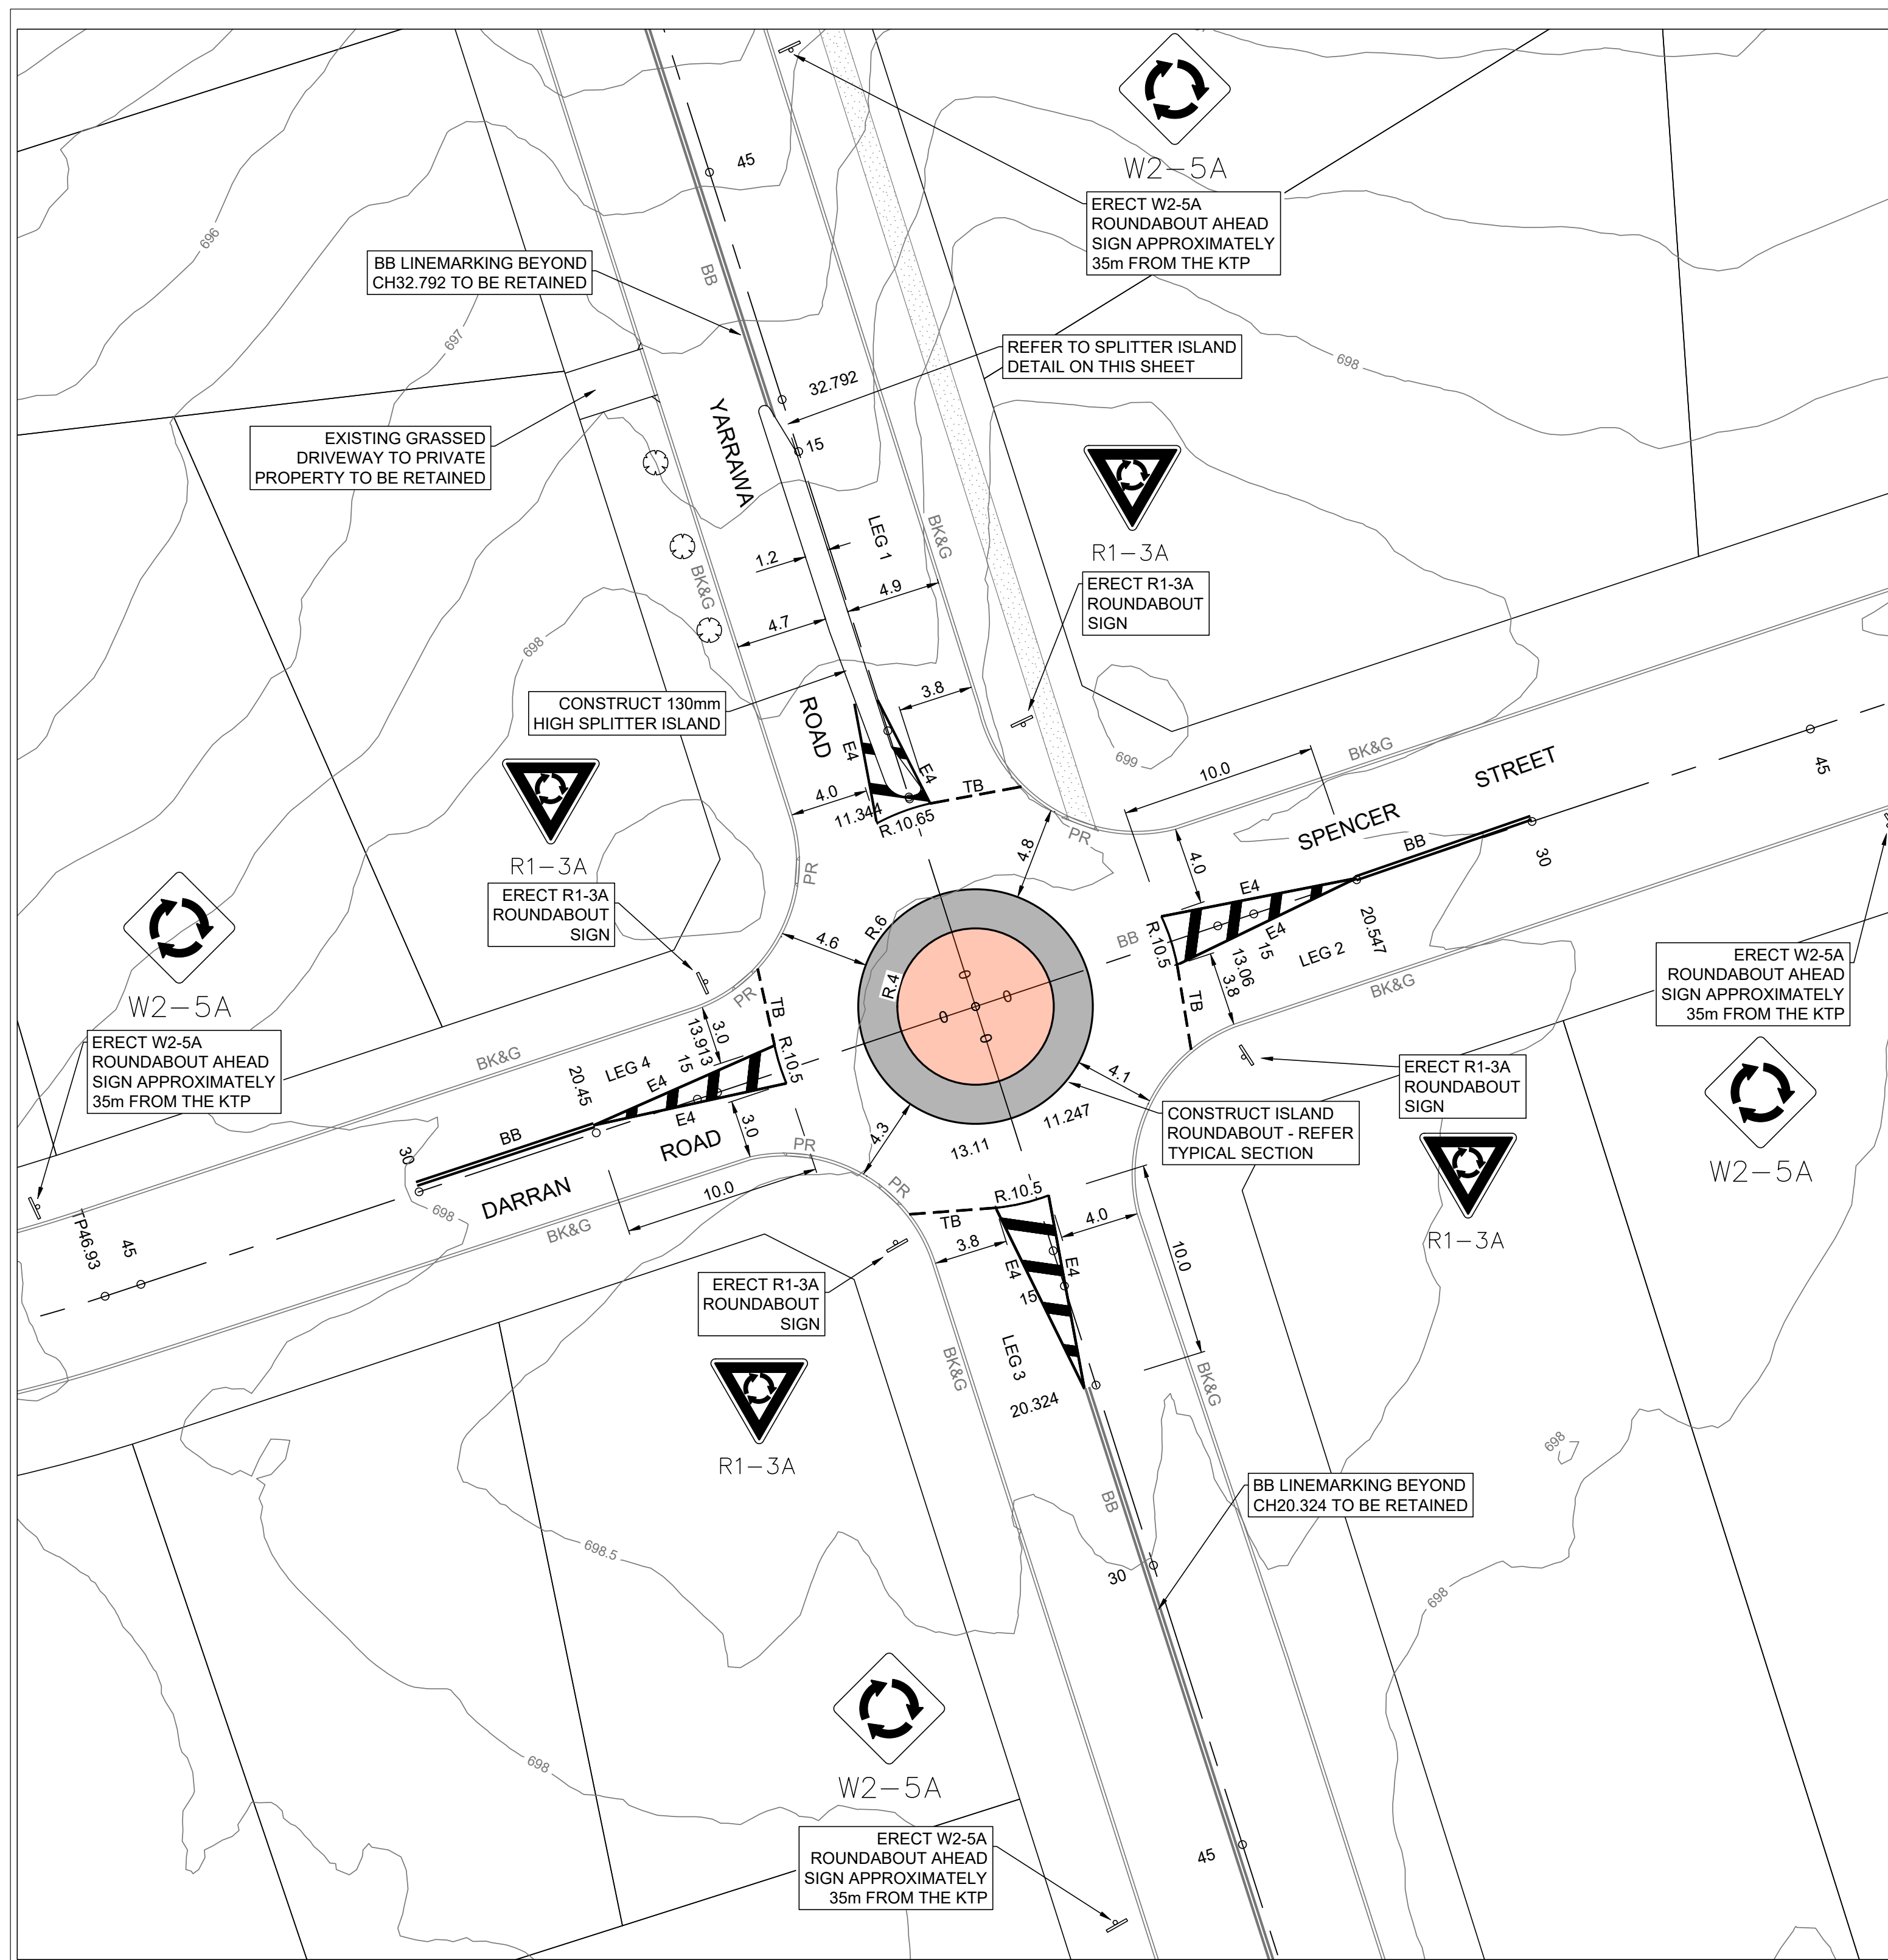 W2-5A
45
ERECT W2-5A
ROUNDABOUT AHEAD
SIGN APPROXIMATELY
35m FROM THE KTP
696
BB LINEMARKING BEYOND
CH32.792 TO BE RETAINED
BB
697
REFER TO SPLITTER ISLAND
DETAIL ON THIS SHEET
698
32.792
YARRAWA
15
EXISTING GRASSED
DRIVEWAY TO PRIVATE
PROPERTY TO BE RETAINED
LEG 1
BK&G
R1-3A
1.2
BK&G
4.9
ERECT R1-3A
ROUNDABOUT
SIGN
4.7
698
CONSTRUCT 130mm
HIGH SPLITTER ISLAND
3.8
ROAD
E4
E4
TB
4.0
11.344
R.10.65
699
10.0
BK&G
STREET
SPENCER
45
BB
30
PR
PR
4.8
4.0
R1-3A
ERECT R1-3A
ROUNDABOUT
SIGN
E4
R.10.5
BB
E4
15
13.06
3.8
20.547
LEG 2
TB
BK&G
4.6
R.6
R.4
0
0
0
0
W2-5A
ERECT W2-5A
ROUNDABOUT AHEAD
SIGN APPROXIMATELY
35m FROM THE KTP
ERECT W2-5A
ROUNDABOUT AHEAD
SIGN APPROXIMATELY
35m FROM THE KTP
W2-5A
PR
TB
BK&G
3.0
13.913
15
R.10.5
LEG 4
20.45
E4
E4
BB
30
3.0
ROAD
DARRAN
PR
10.0
PR
BK&G
698
TP46.93
45
4.3
4.1
13.11
11.247
CONSTRUCT ISLAND
ROUNDABOUT - REFER
TYPICAL SECTION
ERECT R1-3A
ROUNDABOUT
SIGN
R1-3A
R.10.5
TB
3.8
4.0
E4
E4
15
10.0
ERECT R1-3A
ROUNDABOUT
SIGN
R1-3A
LEG 3
BK&G
BK&G
20.324
698
BB LINEMARKING BEYOND
CH20.324 TO BE RETAINED
BB
30
698.5
698
698
W2-5A
ERECT W2-5A
ROUNDABOUT AHEAD
SIGN APPROXIMATELY
35m FROM THE KTP
45